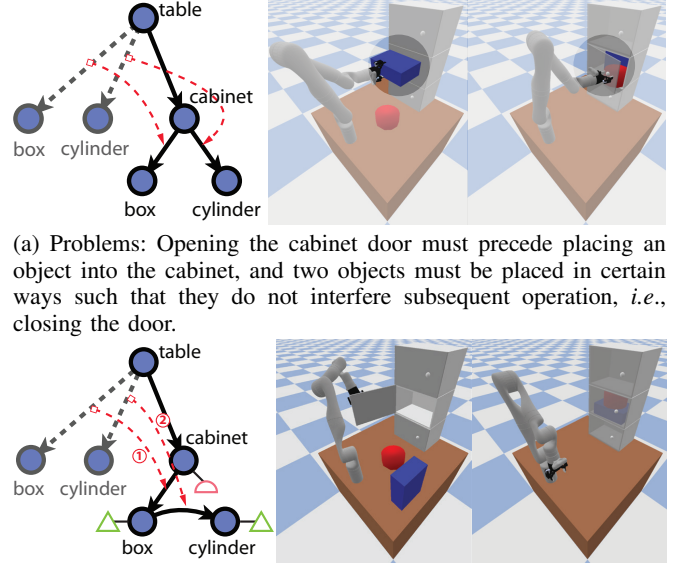 table
cabinet
box
cylinder
box
cylinder
(a) Problems: Opening the cabinet door must precede placing an
object into the cabinet, and two objects must be placed in certain
ways such that they do not interfere subsequent operation, i.e.,
closing the door.
table
②
cabinet
①
box
cylinder
box
cylinder